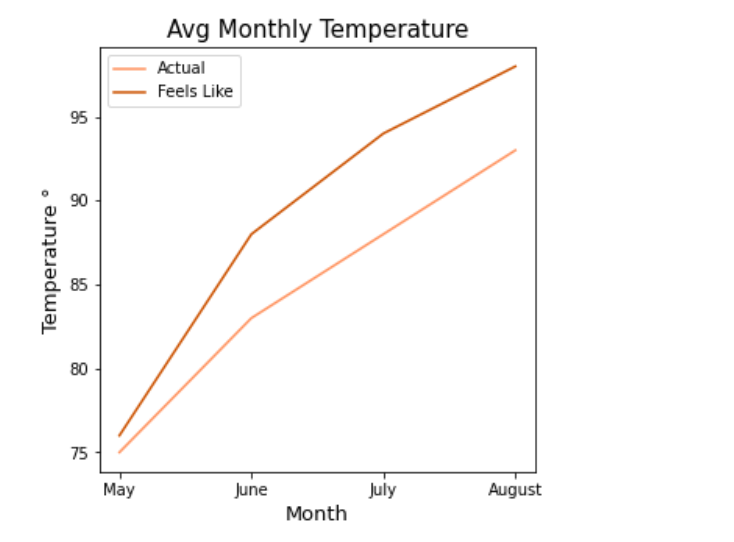 Avg Monthly Temperature
Actual
Feels Like
95
90
85
80
75
Temperature °
May June July August
Month